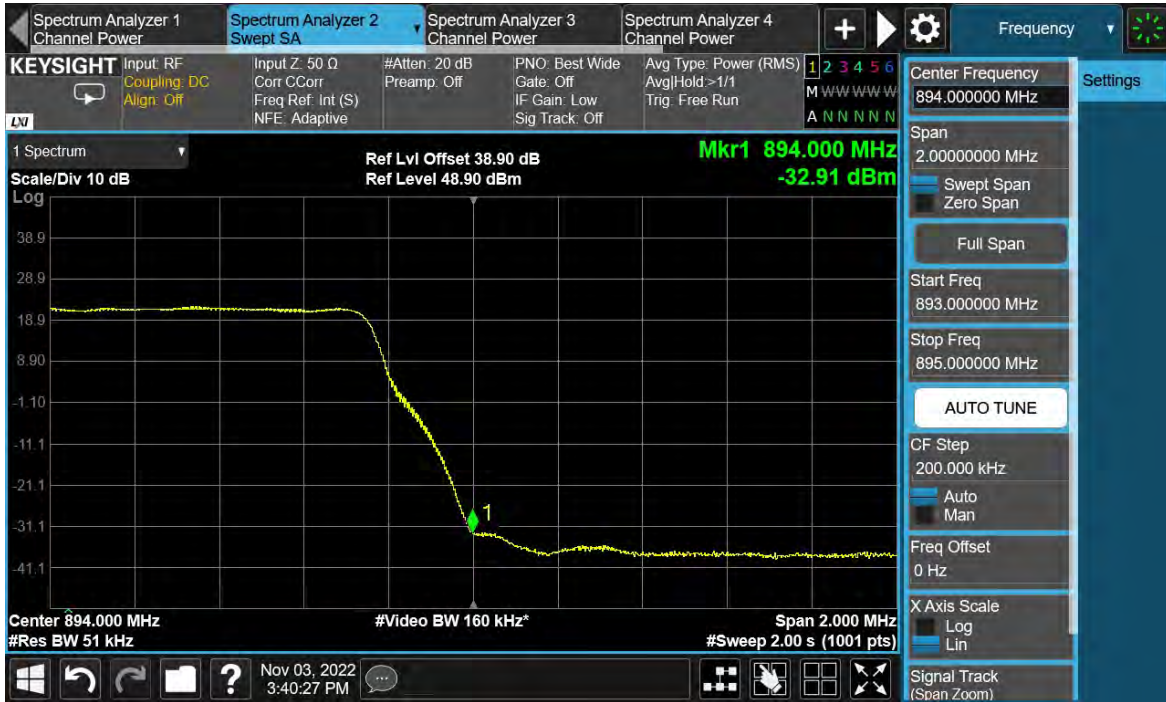 Spectrum Analyzer 1
Channel Power
Spectrum Analyzer 2
Swept SA
Spectrum Analyzer 3
Channel Power
Spectrum Analyzer 4
Channel Power
+
Frequency
KEYSIGHT
LXI
Input: RF
Coupling: DC
Align: Off
Input Z: 50 Ω
Corr CCorr
Freq Ref: Int (S)
NFE: Adaptive
#Atten: 20 dB
Preamp: Off
PNO: Best Wide
Gate: Off
IF Gain: Low
Sig Track: Off
Avg Type: Power (RMS)
Avg|Hold:>1/1
Trig: Free Run
1 2 3 4 5 6
M W W W W W
A N N N N N
1 Spectrum
Scale/Div 10 dB
Log
Ref Lvl Offset 38.90 dB
Ref Level 48.90 dBm
Mkr1 894.000 MHz
-32.91 dBm
38.9
28.9
18.9
8.90
-1.10
-11.1
-21.1
-31.1
-41.1
1
Center 894.000 MHz
#Res BW 51 kHz
#Video BW 160 kHz*
Span 2.000 MHz
#Sweep 2.00 s (1001 pts)
Center Frequency
894.000000 MHz
Settings
Span
2.00000000 MHz
Swept Span
Zero Span
Full Span
Start Freq
893.000000 MHz
Stop Freq
895.000000 MHz
AUTO TUNE
CF Step
200.000 kHz
Auto
Man
Freq Offset
0 Hz
X Axis Scale
Log
Lin
Signal Track
(Span Zoom)
?
Nov 03, 2022
3:40:27 PM